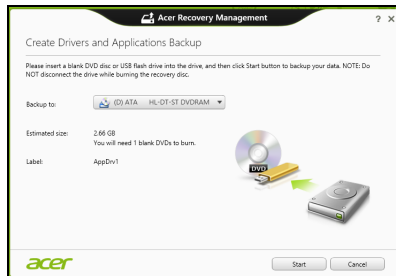 Acer Recovery Management
? X
Create Drivers and Applications Backup
Please insert a blank DVD disc or USB flash drive into the drive, and then click Start button to backup your data. NOTE: Do
NOT disconnect the drive while burning the recovery disc.
Backup to: (D) ATA HL-DT-ST DVDRAM
Estimated size: 2.66 GB
You will need 1 blank DVDs to burn.
Label: AppDrv1
DVD
acer
Start Cancel